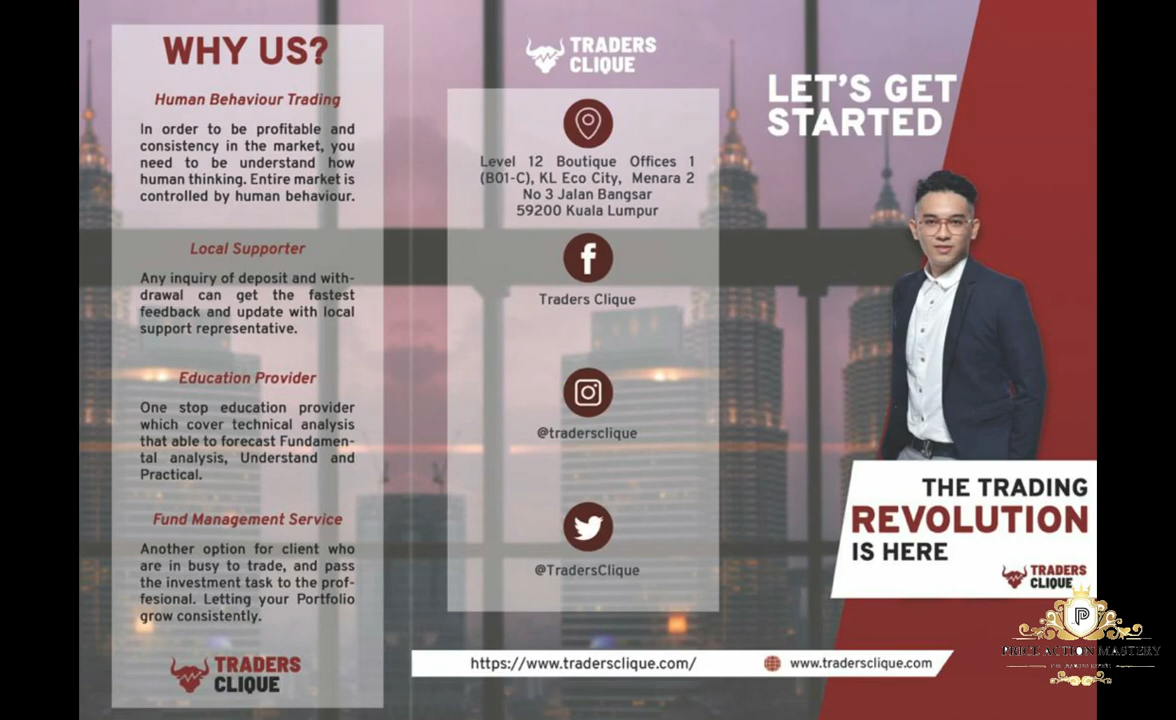 WHY US?
Human Behaviour Trading
In order to be profitable and
consistency in the market, you
need to be understand how
human thinking. Entire market is
controlled by human behaviour.
Local Supporter
Any inquiry of deposit and with-
drawal can get the fastest
feedback and update with local
support representative.
Education Provider
One stop education provider
which cover technical analysis
that able to forecast Fundamen-
tal analysis, Understand and
Practical.
Fund Management Service
Another option for client who
are in busy to trade, and pass
the investment task to the prof-
fesional. Letting your Portfolio
grow consistently.
TRADERS
CLIQUE
TRADERS
CLIQUE
Level 12 Boutique Offices 1
(B01-C), KL Eco City, Menara 2
No 3 Jalan Bangsar
59200 Kuala Lumpur
Traders Clique
@tradersclique
@TradersClique
https://www.tradersclique.com/
www.tradersclique.com
LET'S GET
STARTED
THE TRADING
REVOLUTION
IS HERE
TRADERS
CLIQUE
P
PRICE ACTION MASTERY